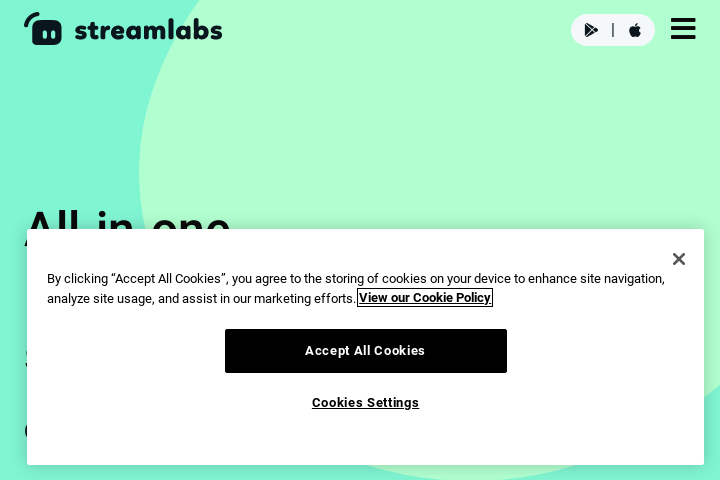 streamlabs
|
All-in-one
By clicking “Accept All Cookies”, you agree to the storing of cookies on your device to enhance site navigation,
analyze site usage, and assist in our marketing efforts. View our Cookie Policy
Accept All Cookies
Cookies Settings